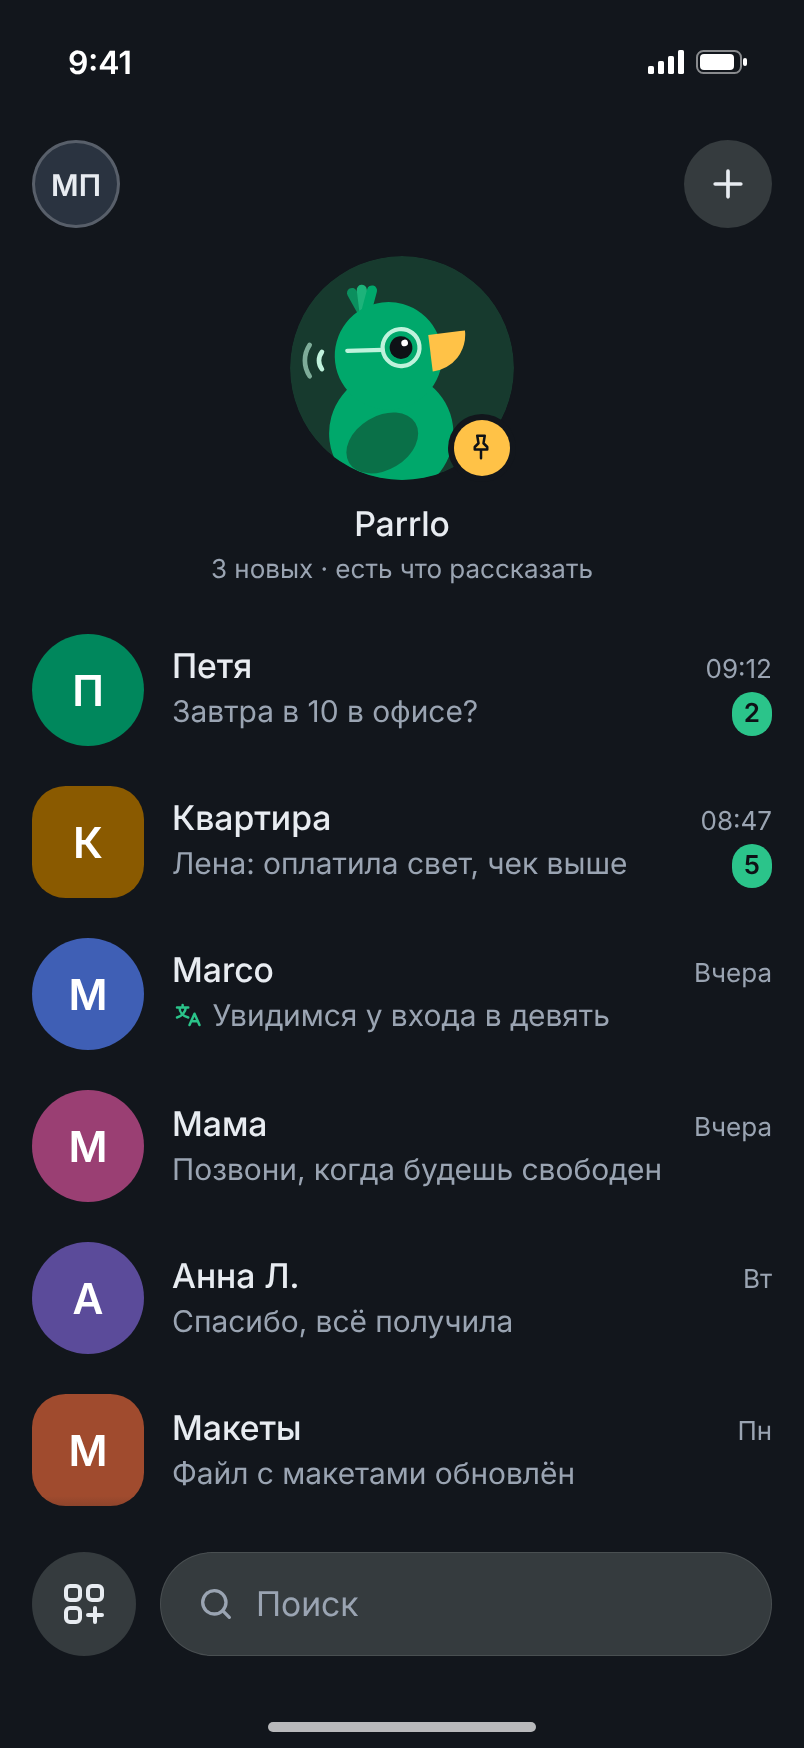 9:41
МП
Parrlo
3 новых · есть что рассказать
П
Петя
09:12
Завтра в 10 в офисе?
2
К
Квартира
08:47
Лена: оплатила свет, чек выше
5
M
Marco
Вчера
Увидимся у входа в девять
М
Мама
Вчера
Позвони, когда будешь свободен
А
Анна Л.
Вт
Спасибо, всё получила
М
Макеты
Пн
Файл с макетами обновлён
Поиск